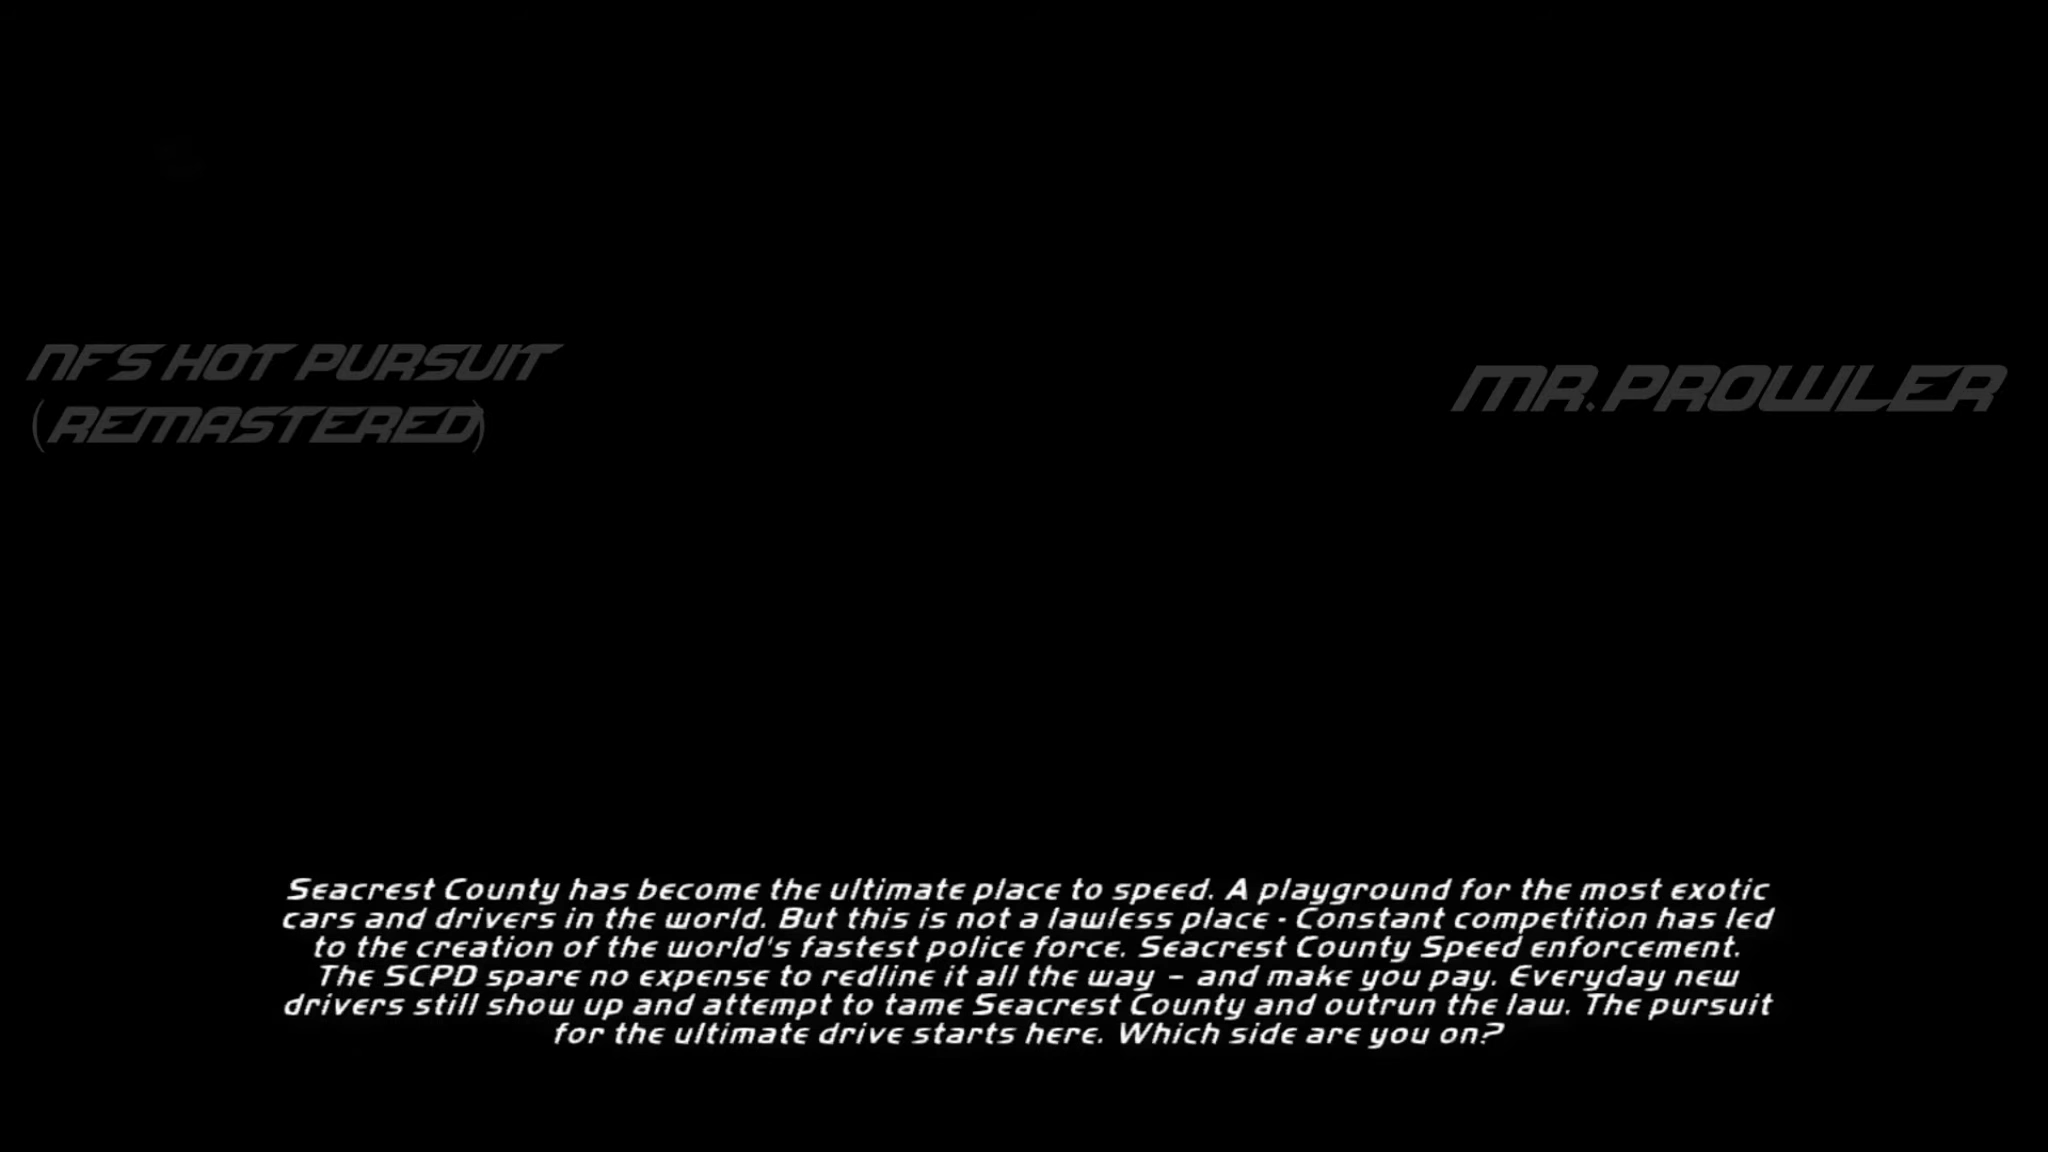 NFS HOT PURSUIT
(REMASTERED)
MR.PROWLER
Seacrest County has become the ultimate place to speed. A playground for the most exotic
cars and drivers in the world. But this is not a lawless place - Constant competition has led
to the creation of the world's fastest police force. Seacrest County Speed enforcement.
The SCPD spare no expense to redline it all the way – and make you pay. Everyday new
drivers still show up and attempt to tame Seacrest County and outrun the law. The pursuit
for the ultimate drive starts here. Which side are you on?